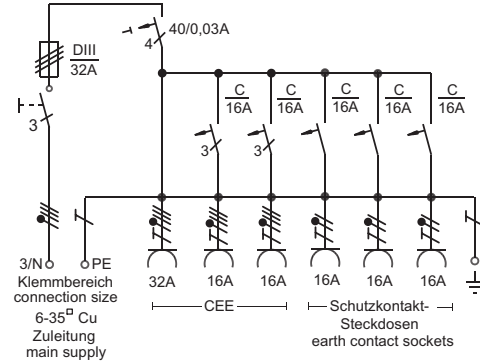 40/0,03A
4
DIII
32A
C
16A
C
16A
C
16A
C
16A
C
16A
3
3
3
3/N
PE
32A
16A
16A
16A
16A
16A
Klemmbereich
connection size
6-35□ Cu
Zuleitung
main supply
CEE
Schutzkontakt-
Steckdosen
earth contact sockets